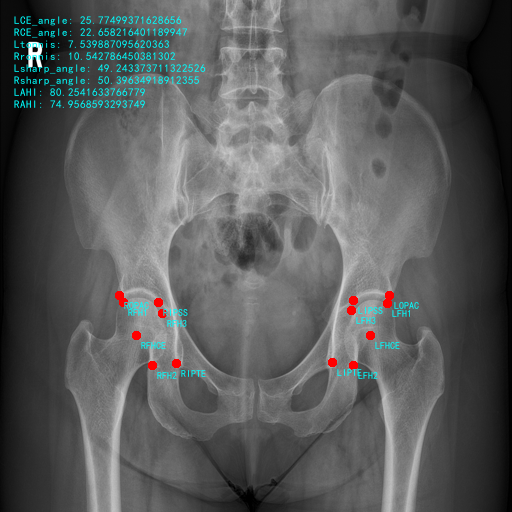 LCE_angle: 25.77499371628656
RCE_angle: 22.658216401189947
Ltonnis: 7.539887095620363
Rtonnis: 10.542786450381302
Lsharp_angle: 49.243373711322526
Rsharp_angle: 50.39634918912355
LAHI: 80.2541633766779
RAHI: 74.9568593293749
R
LOPAC
LFH1
RFH3
LFH3
RFHCE
LFHCE
RFH2
RIPTE
LIPTE
LFH2